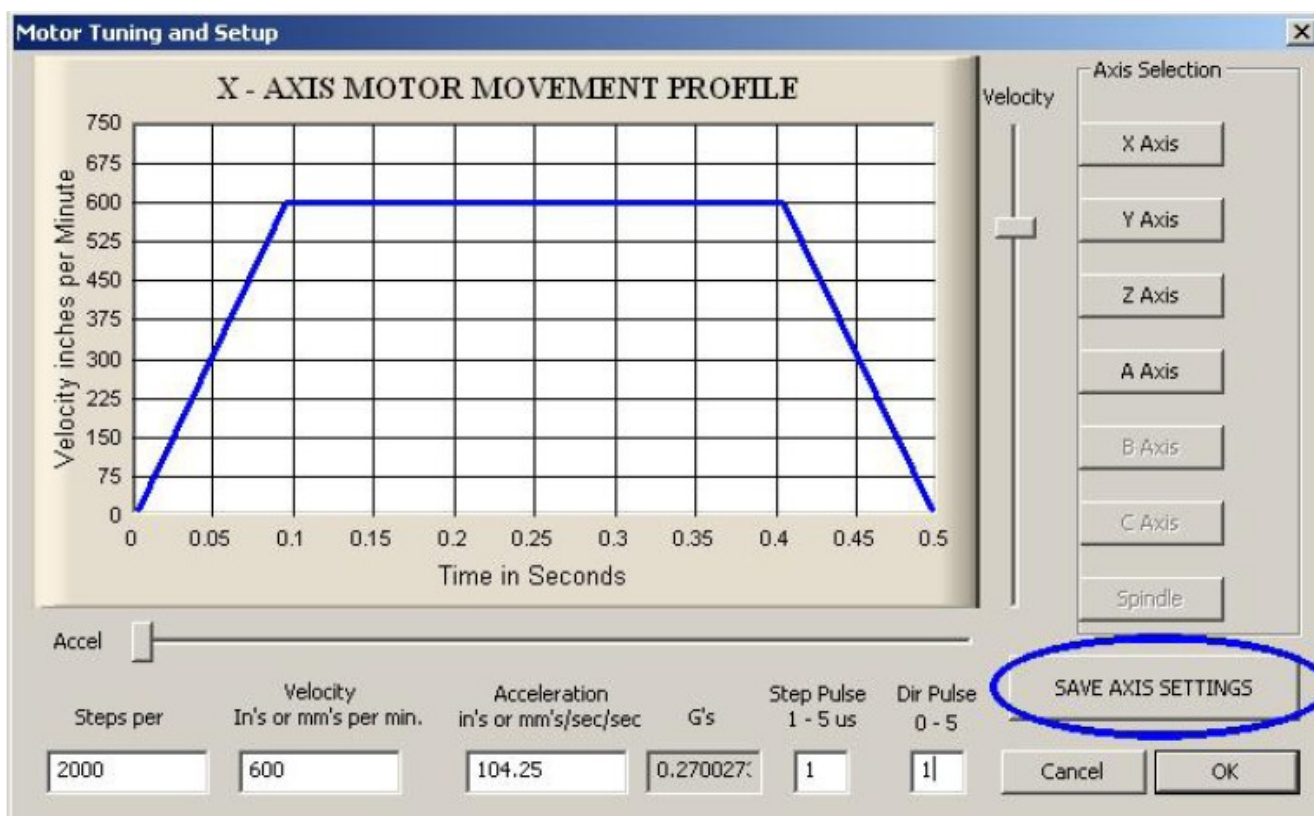 Motor Tuning and Setup
X - AXIS MOTOR MOVEMENT PROFILE
Velocity inches per Minute
750
675
600
525
450
375
300
225
150
75
0
0 0.05 0.1 0.15 0.2 0.25 0.3 0.35 0.4 0.45 0.5
Time in Seconds
Velocity
Axis Selection
X Axis
Y Axis
Z Axis
A Axis
B Axis
C Axis
Spindle
Accel
SAVE AXIS SETTINGS
Steps per
2000
Velocity
In's or mm's per min.
600
Acceleration
in's or mm's/sec/sec
104.25
G's
0.270027
Step Pulse
1 - 5 us
1
Dir Pulse
0 - 5
1
Cancel
OK